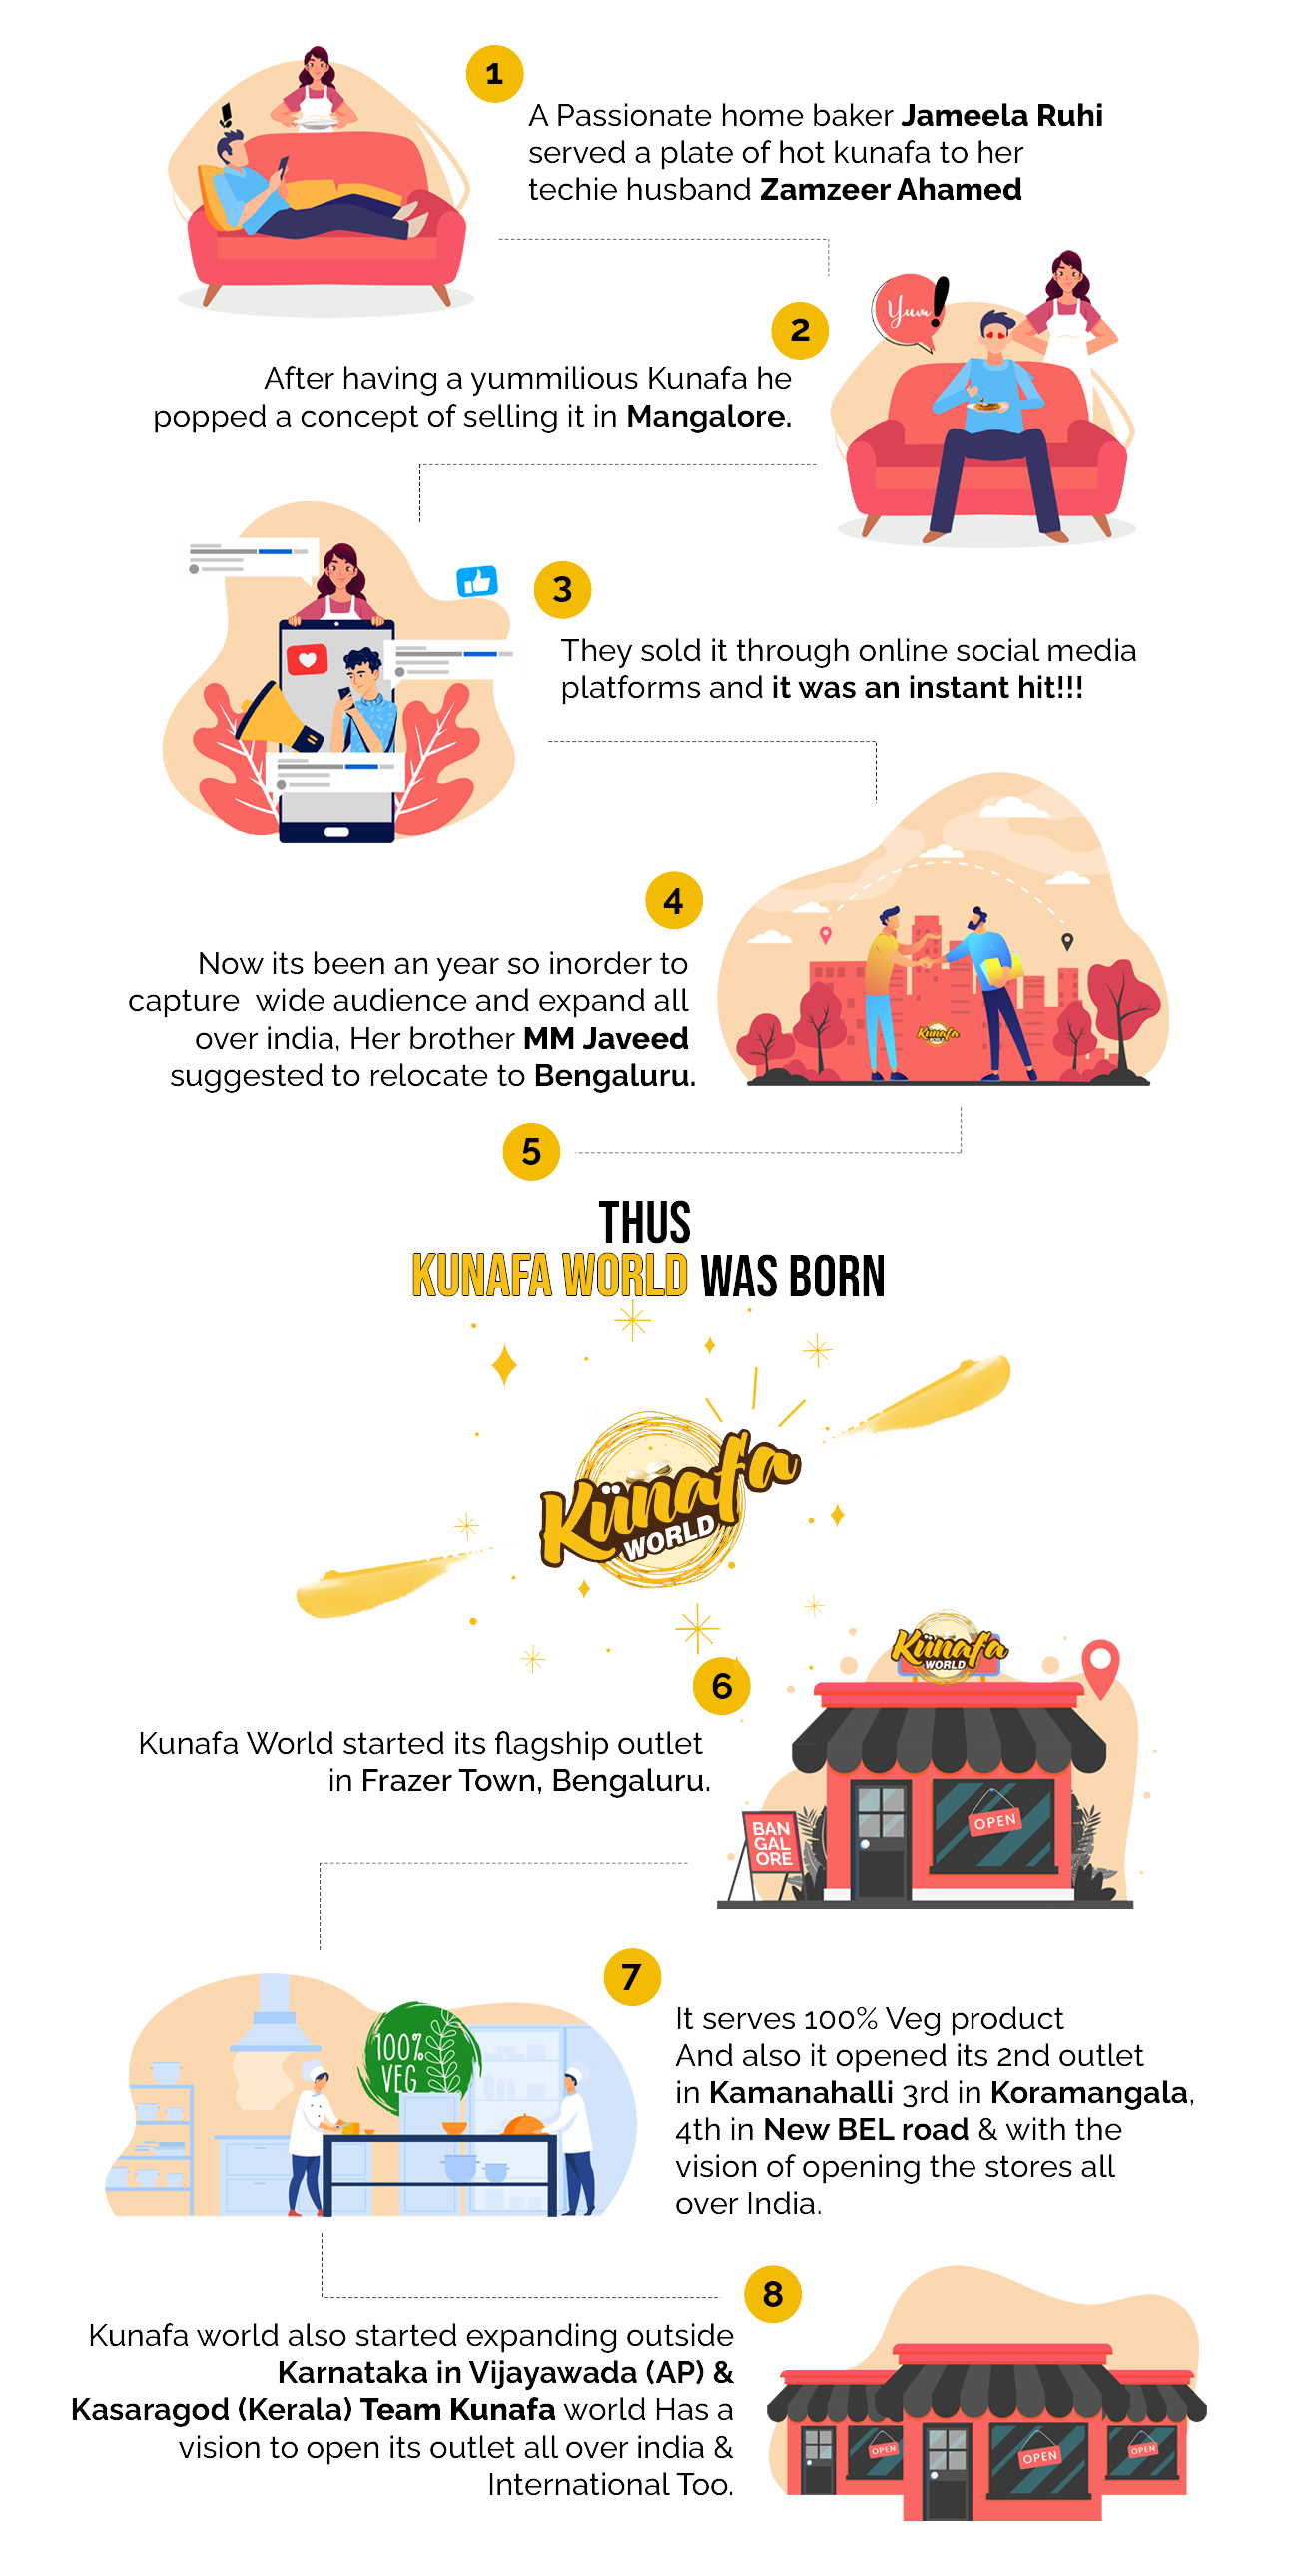 1
A Passionate home baker Jameela Ruhi
served a plate of hot kunafa to her
techie husband Zamzeer Ahamed
Yum!
2
After having a yummilious Kunafa he
popped a concept of selling it in Mangalore.
3
They sold it through online social media
platforms and it was an instant hit!!!
4
Now its been an year so inorder to
capture wide audience and expand all
over india, Her brother MM Javeed
suggested to relocate to Bengaluru.
Kunafa
5
THUS
KUNAFA WORLD WAS BORN
Künafa
WORLD
Künafa
WORLD
6
Kunafa World started its flagship outlet
in Frazer Town, Bengaluru.
OPEN
BAN
GAL
ORE
7
It serves 100% Veg product
And also it opened its 2nd outlet
in Kamanahalli 3rd in Koramangala,
4th in New BEL road & with the
vision of opening the stores all
over India.
100%
VEG
8
Kunafa world also started expanding outside
Karnataka in Vijayawada (AP) &
Kasaragod (Kerala) Team Kunafa world Has a
vision to open its outlet all over india &
International Too.
OPEN
OPEN
OPEN